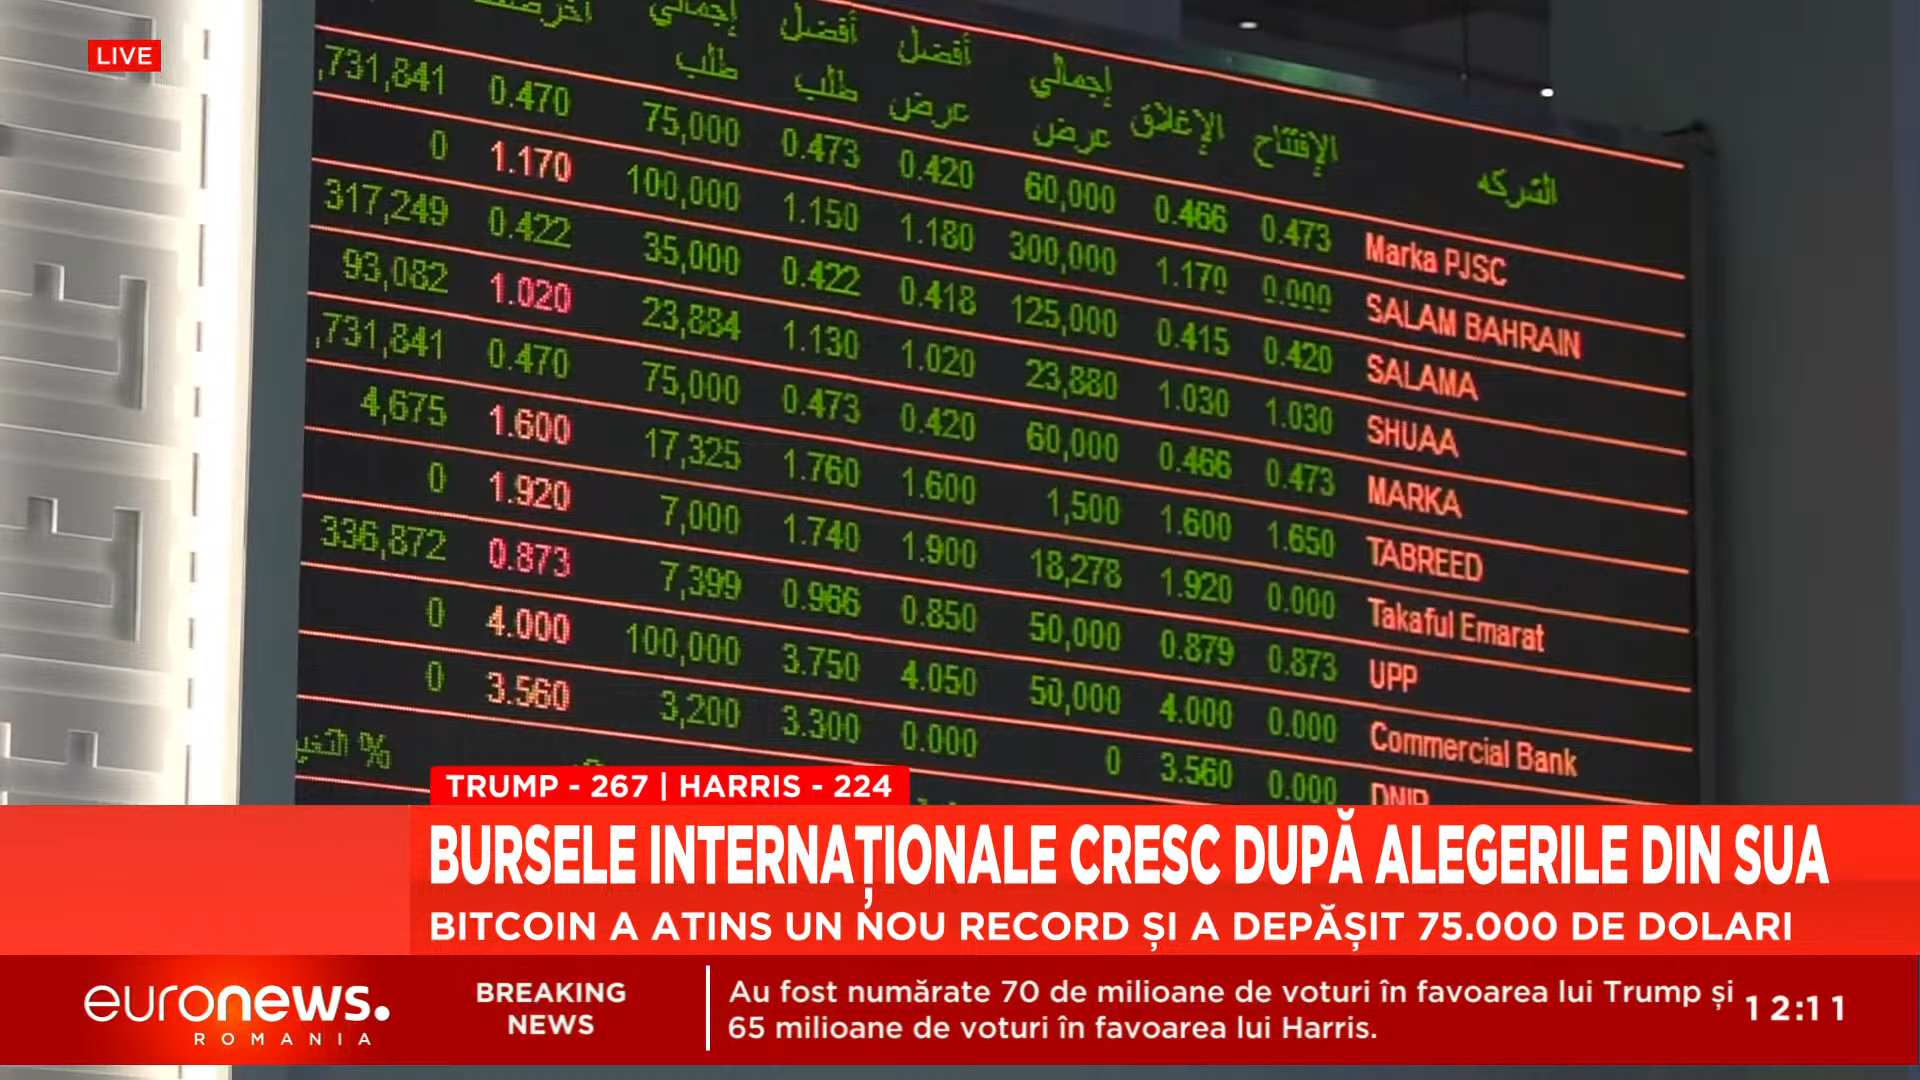 LIVE
أفضل
إجمالي
أفضل
طلب
إجمالي
طلب
عرض
عرض
الإغلاق
الإفتتاح
الشركه
,731,841 0.470 75,000 0.473 0.420 60,000 0.466 0.473 Marka PJSC
0 1.170 100,000 1.150 1.180 300,000 1.170 0.000 SALAM BAHRAIN
317,249 0.422 35,000 0.422 0.418 125,000 0.415 0.420 SALAMA
93,082 1.020 23,884 1.130 1.020 23,880 1.030 1.030 SHUAA
,731,841 0.470 75,000 0.473 0.420 60,000 0.466 0.473 MARKA
4,675 1.600 17,325 1.760 1.600 1,500 1.600 1.650 TABREED
0 1.920 7,000 1.740 1.900 18,278 1.920 0.000 Takaful Emarat
336,872 0.873 7,399 0.966 0.850 50,000 0.879 0.873 UPP
0 4.000 100,000 3.750 4.050 50,000 4.000 0.000 Commercial Bank
0 3.560 3,200 3.300 0.000 0 3.560 0.000
%
TRUMP - 267 | HARRIS - 224
BURSELE INTERNAȚIONALE CRESC DUPĂ ALEGERILE DIN SUA
BITCOIN A ATINS UN NOU RECORD ȘI A DEPĂȘIT 75.000 DE DOLARI
euronews.
ROMANIA
BREAKING
NEWS
Au fost numărate 70 de milioane de voturi în favoarea lui Trump și
65 milioane de voturi în favoarea lui Harris.
12:11